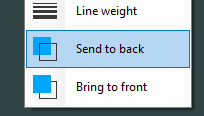 Line weight
Send to back
Bring to front